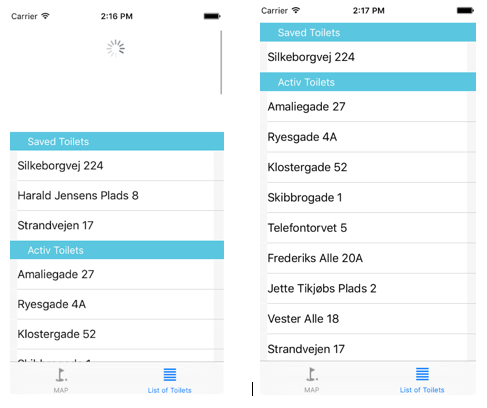 Carrier 2:16 PM
Saved Toilets
Silkeborgvej 224
Harald Jensens Plads 8
Strandvejen 17
Activ Toilets
Amaliegade 27
Ryesgade 4A
Klostergade 52
Skibbrogade 1
MAP List of Toilets
Carrier 2:17 PM
Saved Toilets
Silkeborgvej 224
Activ Toilets
Amaliegade 27
Ryesgade 4A
Klostergade 52
Skibbrogade 1
Telefontorvet 5
Frederiks Alle 20A
Jette Tikjøbs Plads 2
Vester Alle 18
Strandvejen 17
MAP List of Toilets